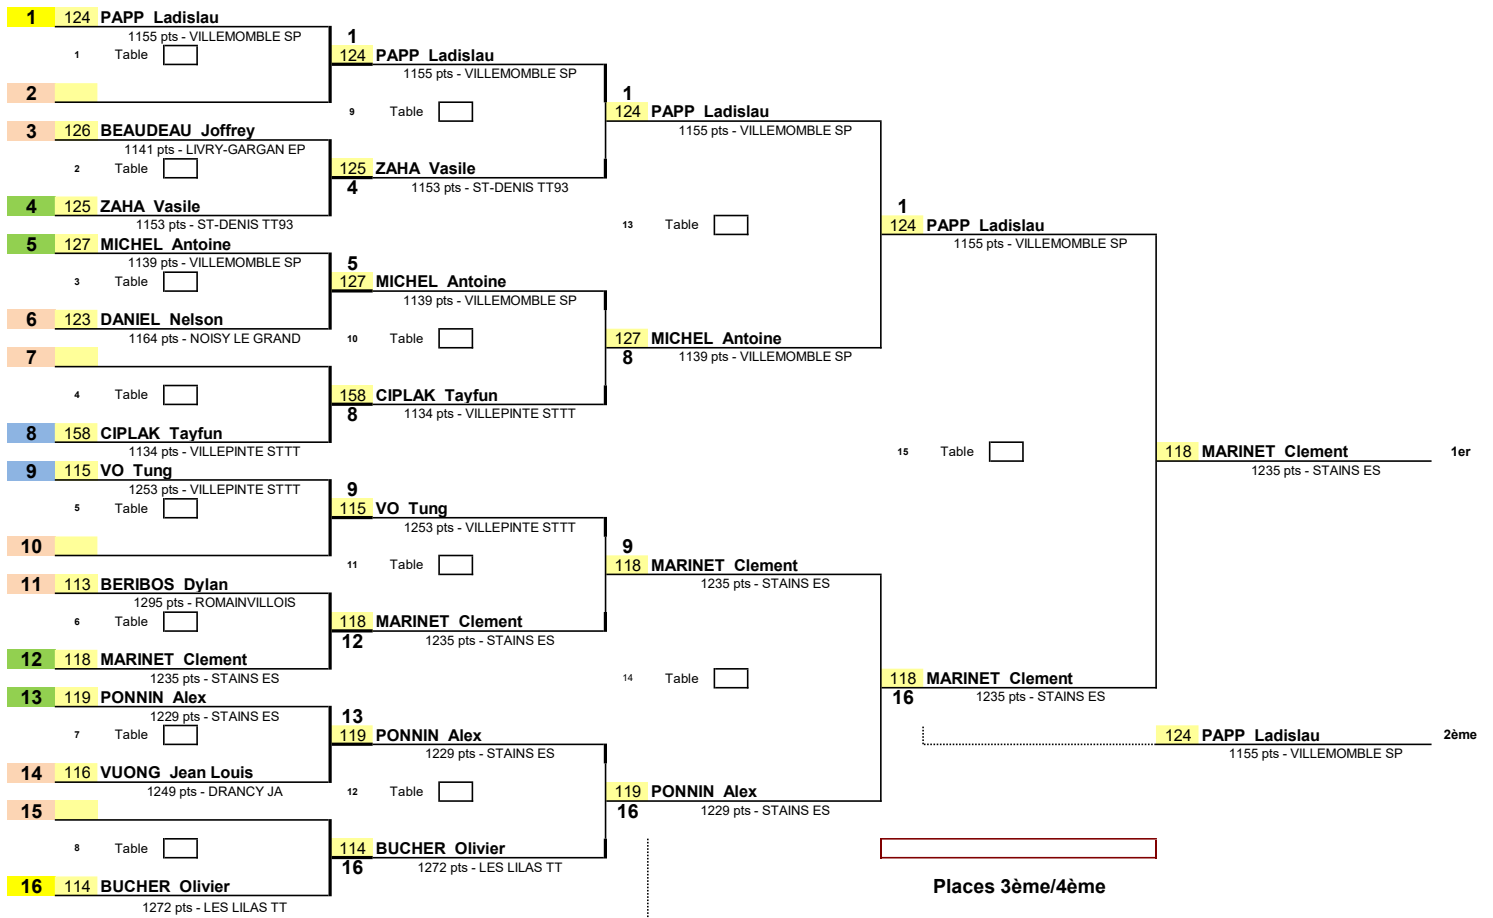 1 124 PAPP Ladislau
1155 pts - VILLEMOMBLE SP
1 Table
2
3 126 BEAUDEAU Joffrey
1141 pts - LIVRY-GARGAN EP
2 Table
4 125 ZAHA Vasile
1153 pts - ST-DENIS TT93
5 127 MICHEL Antoine
1139 pts - VILLEMOMBLE SP
3 Table
6 123 DANIEL Nelson
1164 pts - NOISY LE GRAND
7
4 Table
8 158 CIPLAK Tayfun
1134 pts - VILLEPINTE STTT
9 115 VO Tung
1253 pts - VILLEPINTE STTT
5 Table
10
11 113 BERIBOS Dylan
1295 pts - ROMAINVILLOIS
6 Table
12 118 MARINET Clement
1235 pts - STAINS ES
13 119 PONNIN Alex
1229 pts - STAINS ES
7 Table
14 116 VUONG Jean Louis
1249 pts - DRANCY JA
15
8 Table
16 114 BUCHER Olivier
1272 pts - LES LILAS TT
1
124 PAPP Ladislau
1155 pts - VILLEMOMBLE SP
9 Table
125 ZAHA Vasile
4 1153 pts - ST-DENIS TT93
5
127 MICHEL Antoine
1139 pts - VILLEMOMBLE SP
10 Table
158 CIPLAK Tayfun
8 1134 pts - VILLEPINTE STTT
9
115 VO Tung
1253 pts - VILLEPINTE STTT
11 Table
118 MARINET Clement
12 1235 pts - STAINS ES
13
119 PONNIN Alex
1229 pts - STAINS ES
12 Table
114 BUCHER Olivier
16 1272 pts - LES LILAS TT
1
124 PAPP Ladislau
1155 pts - VILLEMOMBLE SP
13 Table
127 MICHEL Antoine
8 1139 pts - VILLEMOMBLE SP
9
118 MARINET Clement
1235 pts - STAINS ES
14 Table
119 PONNIN Alex
16 1229 pts - STAINS ES
1
124 PAPP Ladislau
1155 pts - VILLEMOMBLE SP
15 Table
118 MARINET Clement
16 1235 pts - STAINS ES
118 MARINET Clement 1er
1235 pts - STAINS ES
124 PAPP Ladislau 2ème
1155 pts - VILLEMOMBLE SP
Places 3ème/4ème